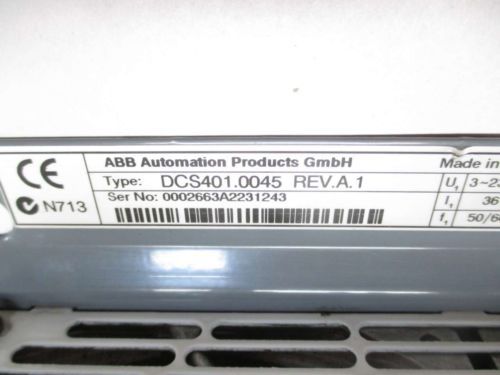 CE
N713
ABB Automation Products GmbH
Type: DCS401.0045 REV.A.1
Ser No: 0002663A2231243
Made in
U1 3~
I1 36
f1 50/6